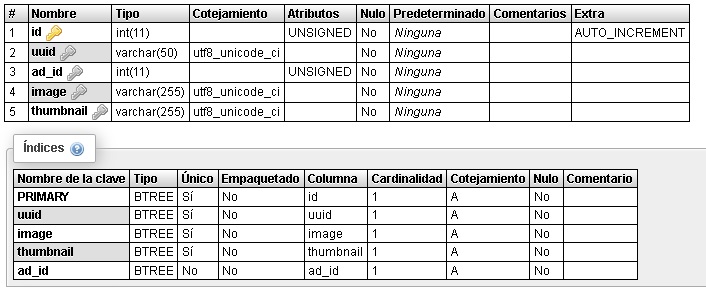 # Nombre Tipo Cotejamiento Atributos Nulo Predeterminado Comentarios Extra
1 id int(11) UNSIGNED No Ninguna AUTO_INCREMENT
2 uuid varchar(50) utf8_unicode_ci No Ninguna
3 ad_id int(11) UNSIGNED No Ninguna
4 image varchar(255) utf8_unicode_ci No Ninguna
5 thumbnail varchar(255) utf8_unicode_ci No Ninguna
Índices
Nombre de la clave Tipo Único Empaquetado Columna Cardinalidad Cotejamiento Nulo Comentario
PRIMARY BTREE Sí No id 1 A No
uuid BTREE Sí No uuid 1 A No
image BTREE Sí No image 1 A No
thumbnail BTREE Sí No thumbnail 1 A No
ad_id BTREE No No ad_id 1 A No